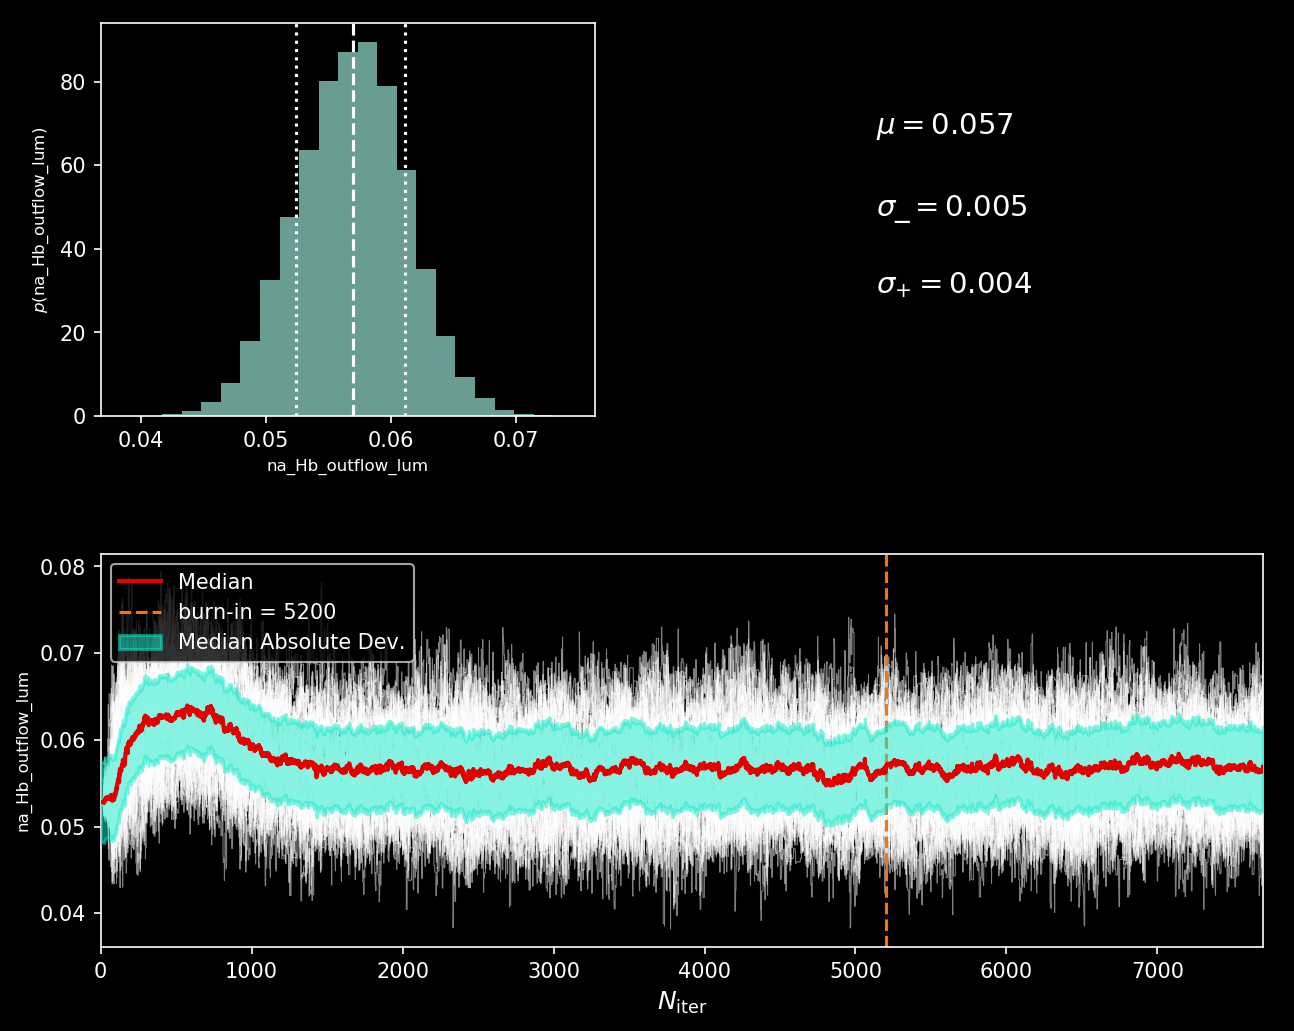 80
60
40
20
0
p(na_Hb_outflow_lum)
0.04 0.05 0.06 0.07
na_Hb_outflow_lum
μ = 0.057
σ_ = 0.005
σ+ = 0.004
0.08
0.07
0.06
0.05
0.04
na_Hb_outflow_lum
Median
burn-in = 5200
Median Absolute Dev.
0 1000 2000 3000 4000 5000 6000 7000
Niter